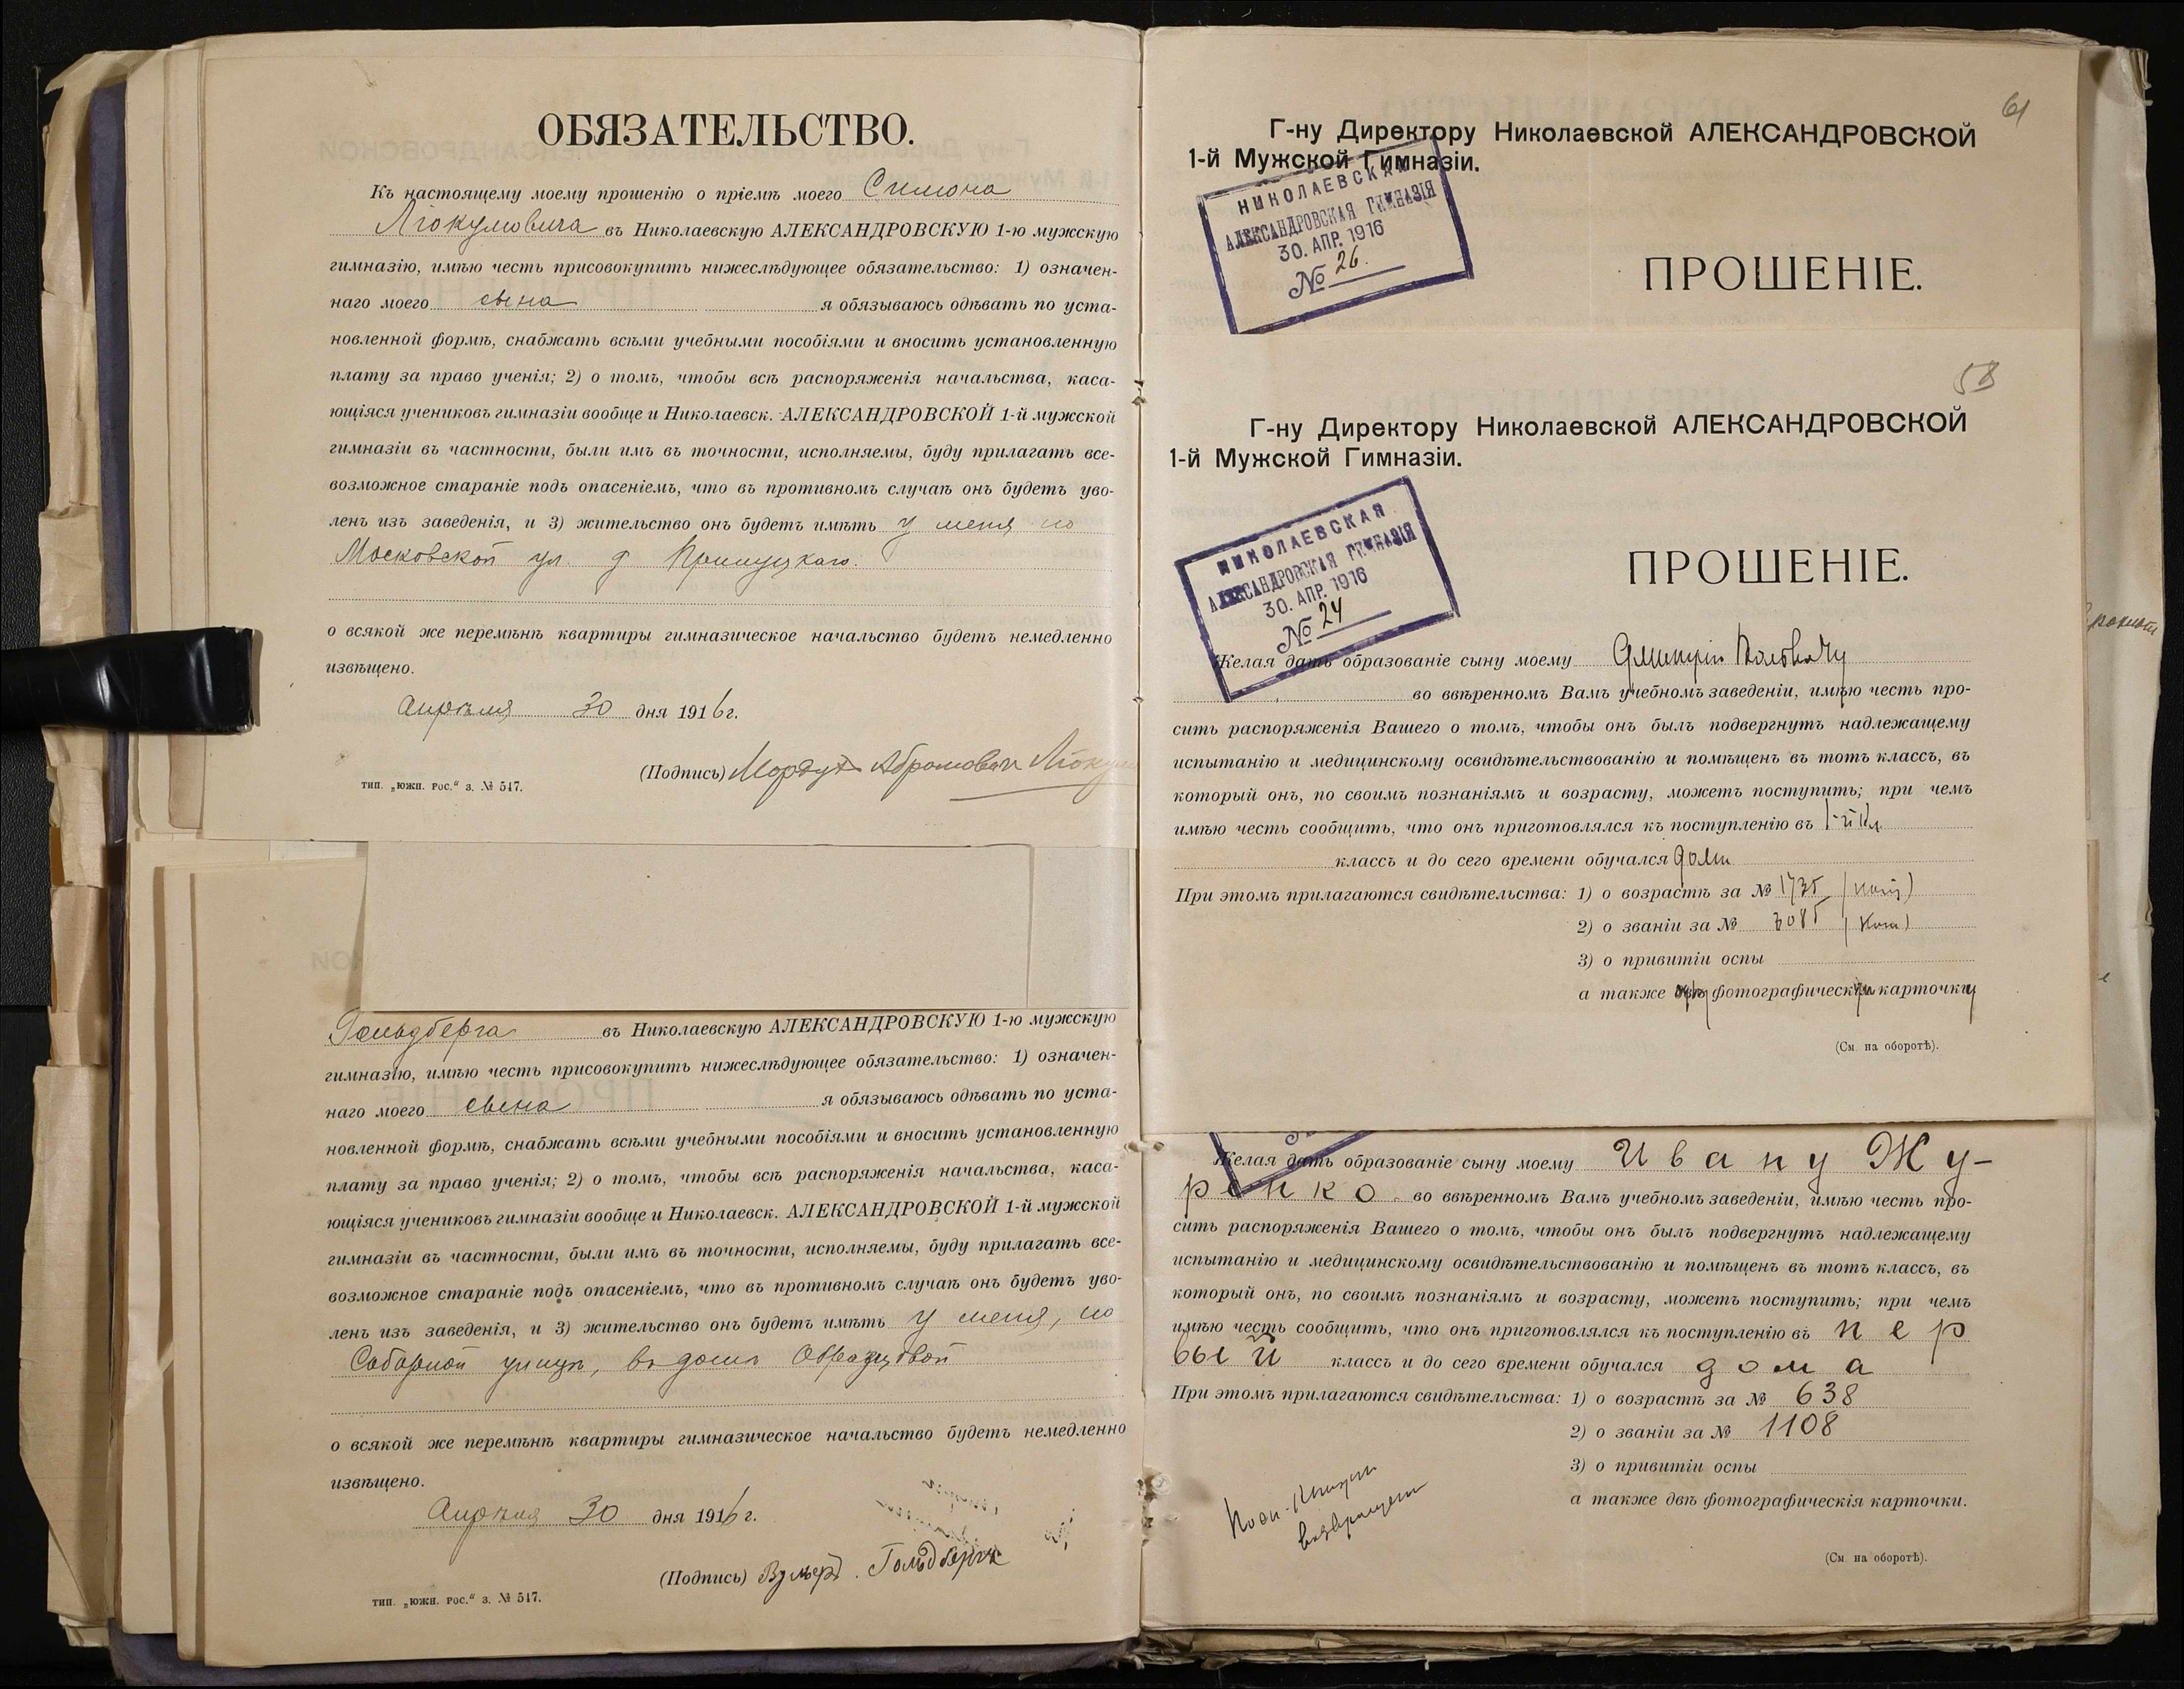 ОБЯЗАТЕЛЬСТВО.
Къ настоящему моему прошенію о пріемѣ моего Симона
въ Николаевскую АЛЕКСАНДРОВСКУЮ 1-ю мужскую
гимназію, имѣю честь присовокупить нижеслѣдующее обязательство: 1) означен-
наго моего сына я обязываюсь одѣвать по уста-
новленной формѣ, снабжать всѣми учебными пособіями и вносить установленную
плату за право ученія; 2) о томъ, чтобы всѣ распоряженія начальства, каса-
ющіяся учениковъ гимназіи вообще и Николаевск. АЛЕКСАНДРОВСКОЙ 1-й мужской
гимназіи въ частности, были имъ въ точности, исполняемы, буду прилагать все-
возможное стараніе подъ опасеніемъ, что въ противномъ случаѣ онъ будетъ уво-
ленъ изъ заведенія, и 3) жительство онъ будетъ имѣть у меня по
Московской ул. д
о всякой же перемѣнѣ квартиры гимназическое начальство будетъ немедленно
извѣщено.
Апрѣля 30 дня 1916 г.
(Подпись) Мордух Абрамович
тип. „южн. рос.“ з. № 547.
Гольдберга въ Николаевскую АЛЕКСАНДРОВСКУЮ 1-ю мужскую
гимназію, имѣю честь присовокупить нижеслѣдующее обязательство: 1) означен-
наго моего сына я обязываюсь одѣвать по уста-
новленной формѣ, снабжать всѣми учебными пособіями и вносить установленную
плату за право ученія; 2) о томъ, чтобы всѣ распоряженія начальства, каса-
ющіяся учениковъ гимназіи вообще и Николаевск. АЛЕКСАНДРОВСКОЙ 1-й мужской
гимназіи въ частности, были имъ въ точности, исполняемы, буду прилагать все-
возможное стараніе подъ опасеніемъ, что въ противномъ случаѣ онъ будетъ уво-
ленъ изъ заведенія, и 3) жительство онъ будетъ имѣть у меня, по
Соборной улицѣ, въ домѣ Образцовой
о всякой же перемѣнѣ квартиры гимназическое начальство будетъ немедленно
извѣщено.
Апрѣля 30 дня 1916 г.
(Подпись) Гольдбергъ
тип. „южн. рос.“ з. № 547.
61
Г-ну Директору Николаевской АЛЕКСАНДРОВСКОЙ
1-й Мужской Гимназіи.
НИКОЛАЕВСКАЯ
АЛЕКСАНДРОВСКАЯ ГИМНАЗІЯ
30. АПР. 1916
№ 26.
ПРОШЕНІЕ.
58
Г-ну Директору Николаевской АЛЕКСАНДРОВСКОЙ
1-й Мужской Гимназіи.
НИКОЛАЕВСКАЯ
АЛЕКСАНДРОВСКАЯ ГИМНАЗІЯ
30. АПР. 1916
№ 24
ПРОШЕНІЕ.
Желая дать образованіе сыну моему
во ввѣренномъ Вамъ учебномъ заведеніи, имѣю честь про-
сить распоряженія Вашего о томъ, чтобы онъ былъ подвергнутъ надлежащему
испытанію и медицинскому освидѣтельствованію и помѣщенъ въ тотъ классъ, въ
который онъ, по своимъ познаніямъ и возрасту, можетъ поступить; при чемъ
имѣю честь сообщить, что онъ приготовлялся къ поступленію въ I-й кл.
классъ и до сего времени обучался дома
При этомъ прилагаются свидѣтельства: 1) о возрастѣ за № 1735 (коп)
2) о званіи за № 3085 (коп)
3) о привитіи оспы
а также фотографическія карточки
(См. на оборотѣ).
Желая дать образованіе сыну моему Ивану Жу-
ренко во ввѣренномъ Вамъ учебномъ заведеніи, имѣю честь про-
сить распоряженія Вашего о томъ, чтобы онъ былъ подвергнутъ надлежащему
испытанію и медицинскому освидѣтельствованію и помѣщенъ въ тотъ классъ, въ
который онъ, по своимъ познаніямъ и возрасту, можетъ поступить; при чемъ
имѣю честь сообщить, что онъ приготовлялся къ поступленію въ пер
вый классъ и до сего времени обучался дома
При этомъ прилагаются свидѣтельства: 1) о возрастѣ за № 638
2) о званіи за № 1108
3) о привитіи оспы
а также двѣ фотографическія карточки.
(См. на оборотѣ).